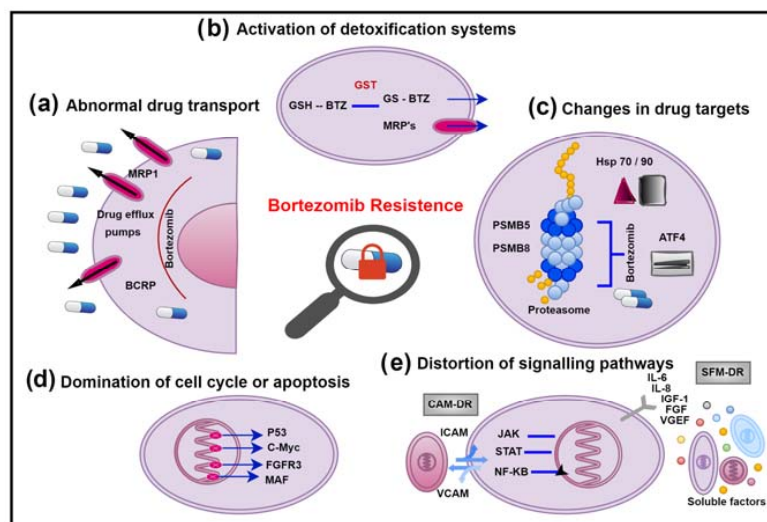 (b) Activation of detoxification systems
GST
GSH -- BTZ
GS - BTZ
MRP's
(a) Abnormal drug transport
MRP1
Drug efflux
pumps
Bortezomib
BCRP
Bortezomib Resistence
(c) Changes in drug targets
Hsp 70 / 90
PSMB5
PSMB8
Bortezomib
ATF4
Proteasome
(d) Domination of cell cycle or apoptosis
P53
C-Myc
FGFR3
MAF
(e) Distortion of signalling pathways
CAM-DR
ICAM
VCAM
JAK
STAT
NF-KB
IL-6
IL-8
IGF-1
FGF
VGEF
SFM-DR
Soluble factors